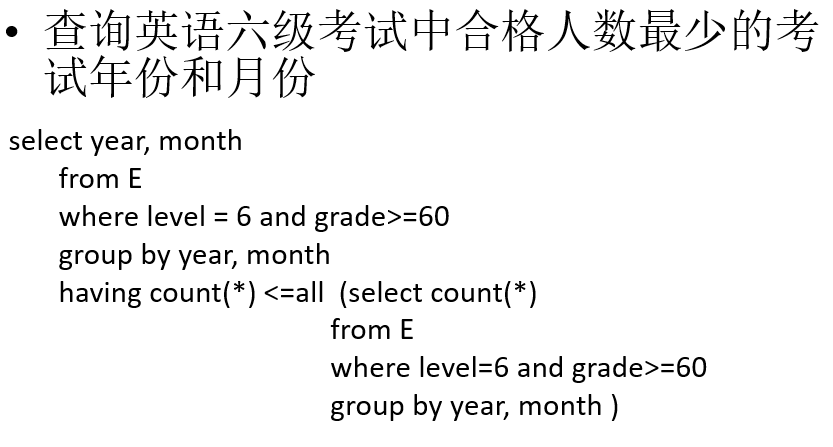 • 查询英语六级考试中合格人数最少的考
试年份和月份
select year, month
from E
where level = 6 and grade>=60
group by year, month
having count(*) <=all (select count(*)
from E
where level=6 and grade>=60
group by year, month )